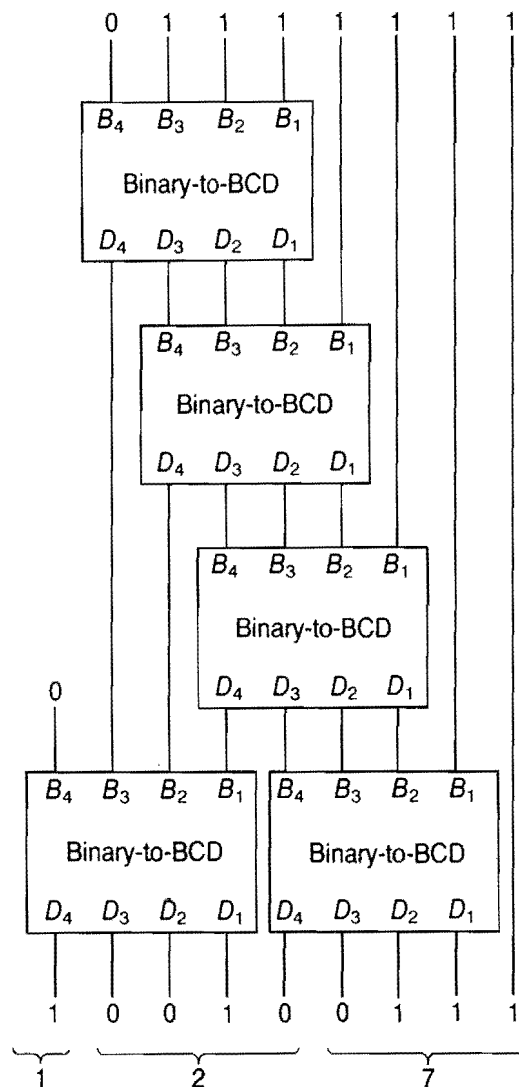 0 1 1 1 1 1 1 1
B4 B3 B2 B1
Binary-to-BCD
D4 D3 D2 D1
B4 B3 B2 B1
Binary-to-BCD
D4 D3 D2 D1
B4 B3 B2 B1
Binary-to-BCD
D4 D3 D2 D1
0
B4 B3 B2 B1 B4 B3 B2 B1
Binary-to-BCD Binary-to-BCD
D4 D3 D2 D1 D4 D3 D2 D1
1 0 0 1 0 0 1 1 1
1 2 7